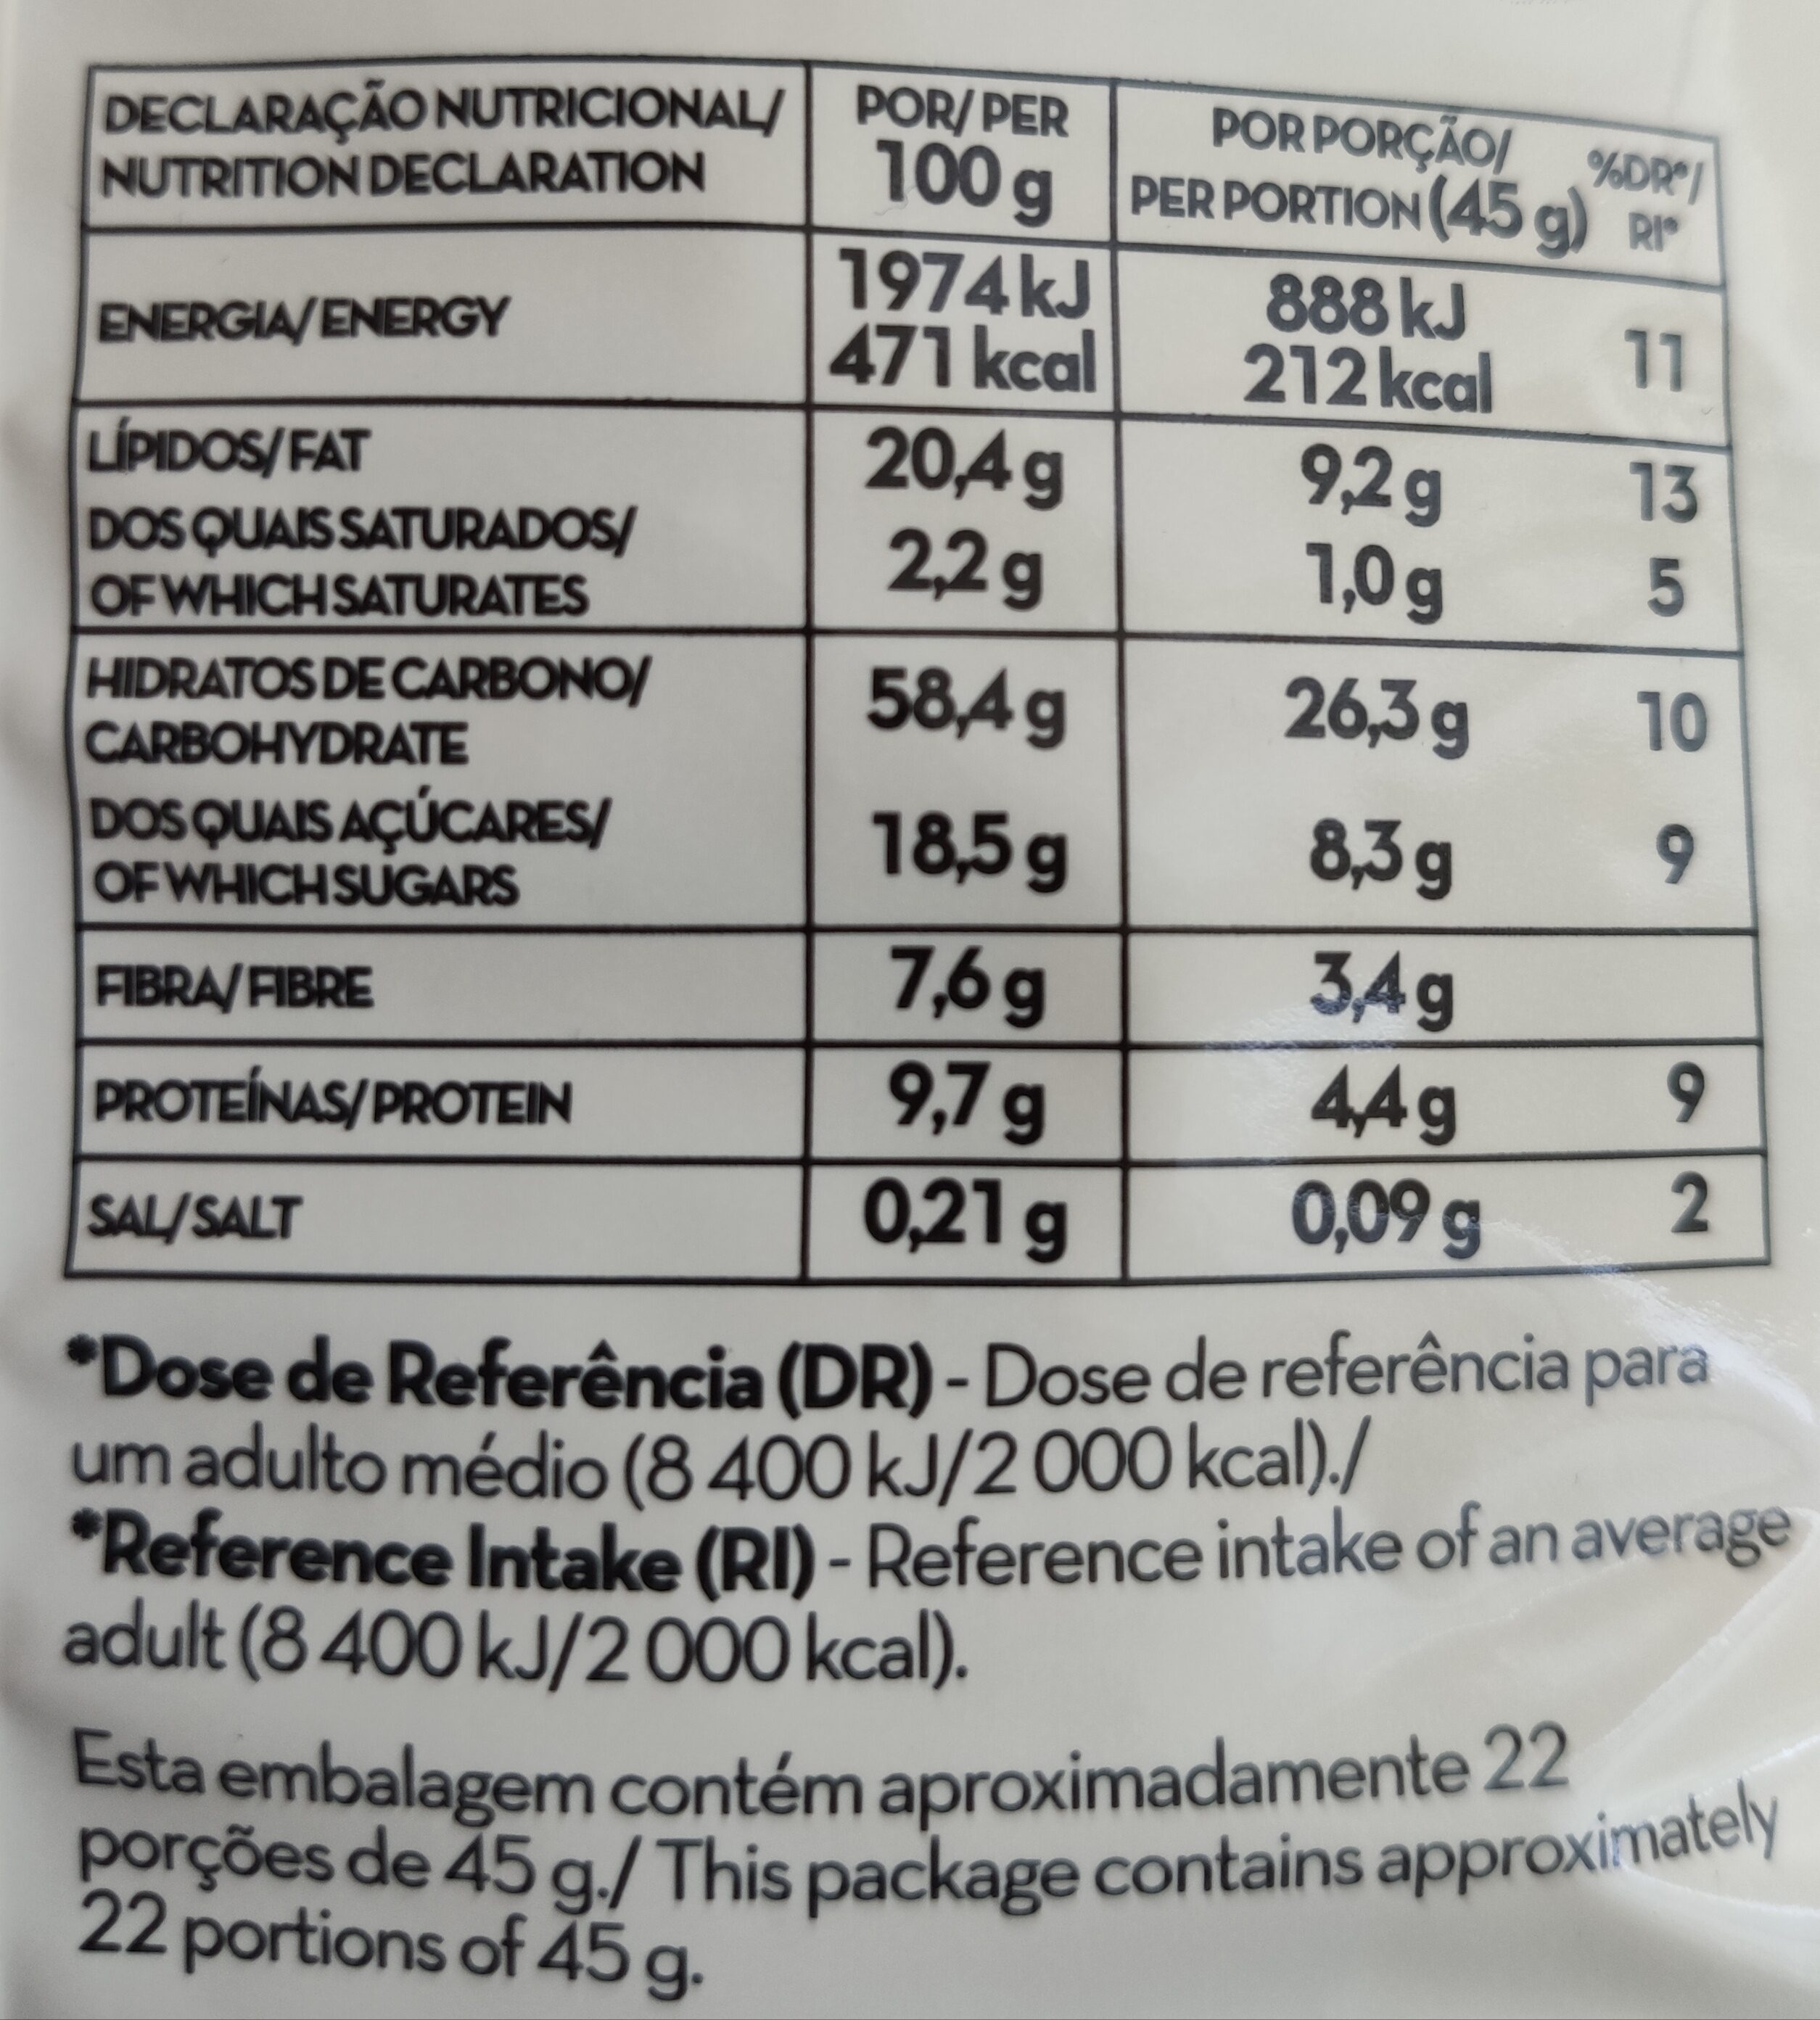 DECLARAÇÃO NUTRICIONAL/ NUTRITION DECLARATION POR/ PER 100 g POR PORÇÃO/ PER PORTION (45 g) %DR*/ RI*
ENERGIA/ ENERGY 1974 kJ 471 kcal 888 kJ 212 kcal 11
LÍPIDOS/ FAT 20,4 g 9,2 g 13
DOS QUAIS SATURADOS/ OF WHICH SATURATES 2,2 g 1,0 g 5
HIDRATOS DE CARBONO/ CARBOHYDRATE 58,4 g 26,3 g 10
DOS QUAIS AÇÚCARES/ OF WHICH SUGARS 18,5 g 8,3 g 9
FIBRA/ FIBRE 7,6 g 3,4 g
PROTEÍNAS/ PROTEIN 9,7 g 4,4 g 9
SAL/ SALT 0,21 g 0,09 g 2
*Dose de Referência (DR) - Dose de referência para
um adulto médio (8 400 kJ/2 000 kcal)./
*Reference Intake (RI) - Reference intake of an average
adult (8 400 kJ/2 000 kcal).
Esta embalagem contém aproximadamente 22
porções de 45 g./ This package contains approximately
22 portions of 45 g.